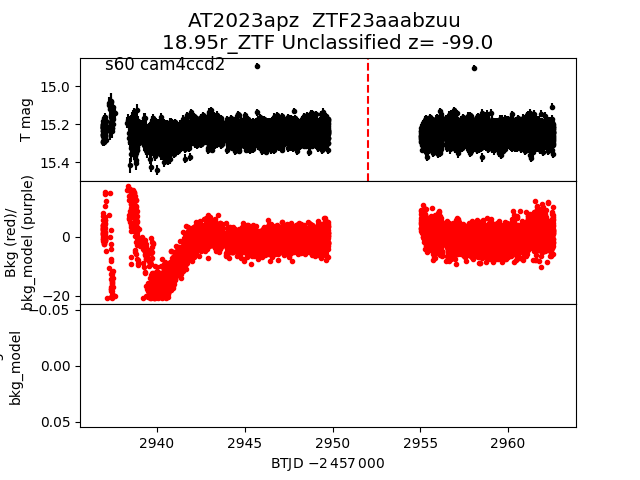 AT2023apz ZTF23aaabzuu
18.95r_ZTF Unclassified z= -99.0
s60 cam4ccd2
15.0
15.2
15.4
T mag
0
−20
Bkg (red)/
bkg_model (purple)
−0.05
0.00
0.05
bkg_model
2940
2945
2950
2955
2960
BTJD −2 457 000